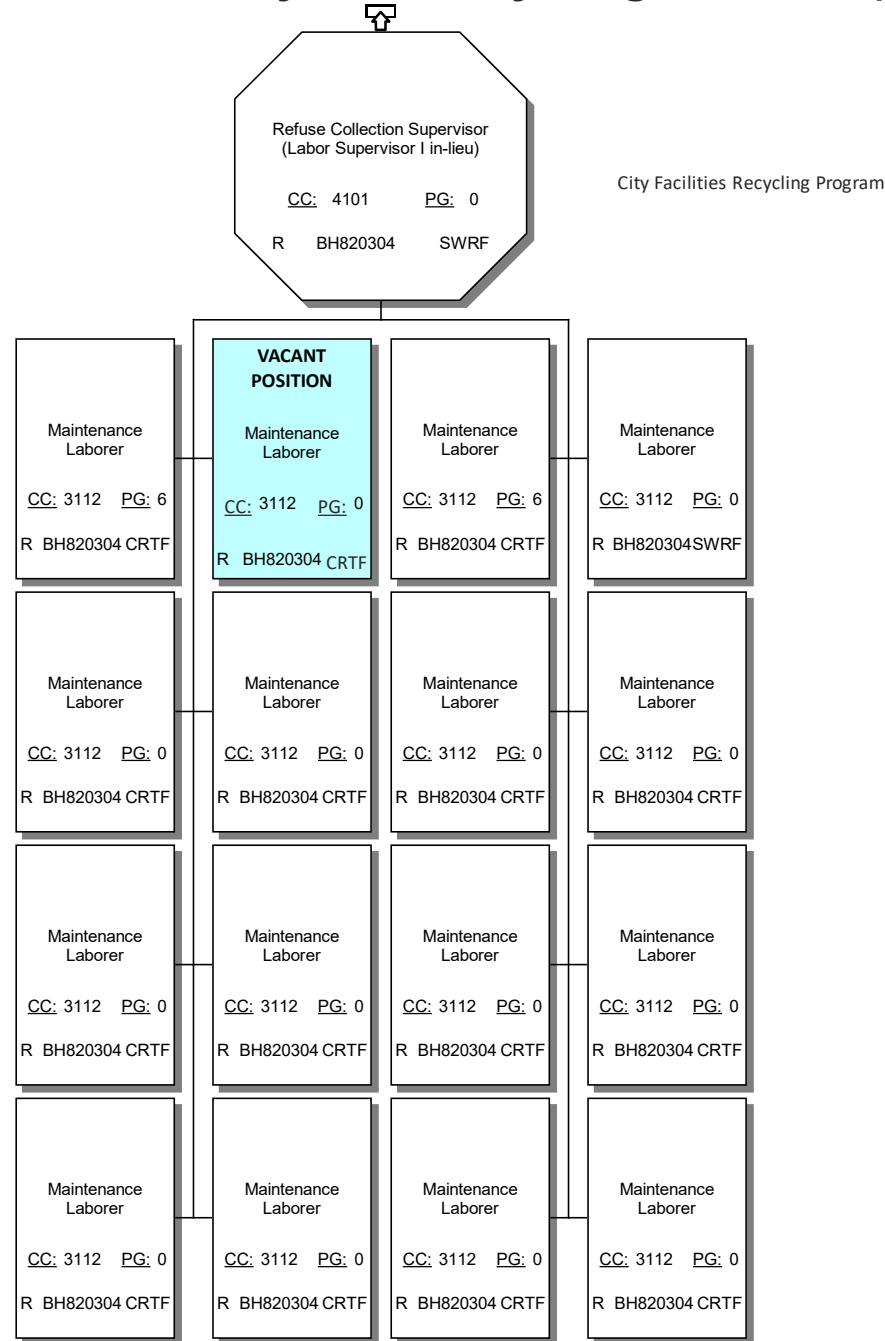 Refuse Collection Supervisor
(Labor Supervisor I in-lieu)
CC: 4101 PG: 0
R BH820304 SWRF
City Facilities Recycling Program
Maintenance
Laborer
CC: 3112 PG: 6
R BH820304 CRTF
VACANT
POSITION
Maintenance
Laborer
CC: 3112 PG: 0
R BH820304 CRTF
Maintenance
Laborer
CC: 3112 PG: 6
R BH820304 CRTF
Maintenance
Laborer
CC: 3112 PG: 0
R BH820304SWRF
Maintenance
Laborer
CC: 3112 PG: 0
R BH820304 CRTF
Maintenance
Laborer
CC: 3112 PG: 0
R BH820304 CRTF
Maintenance
Laborer
CC: 3112 PG: 0
R BH820304 CRTF
Maintenance
Laborer
CC: 3112 PG: 0
R BH820304 CRTF
Maintenance
Laborer
CC: 3112 PG: 0
R BH820304 CRTF
Maintenance
Laborer
CC: 3112 PG: 0
R BH820304 CRTF
Maintenance
Laborer
CC: 3112 PG: 0
R BH820304 CRTF
Maintenance
Laborer
CC: 3112 PG: 0
R BH820304 CRTF
Maintenance
Laborer
CC: 3112 PG: 0
R BH820304 CRTF
Maintenance
Laborer
CC: 3112 PG: 0
R BH820304 CRTF
Maintenance
Laborer
CC: 3112 PG: 0
R BH820304 CRTF
Maintenance
Laborer
CC: 3112 PG: 0
R BH820304 CRTF